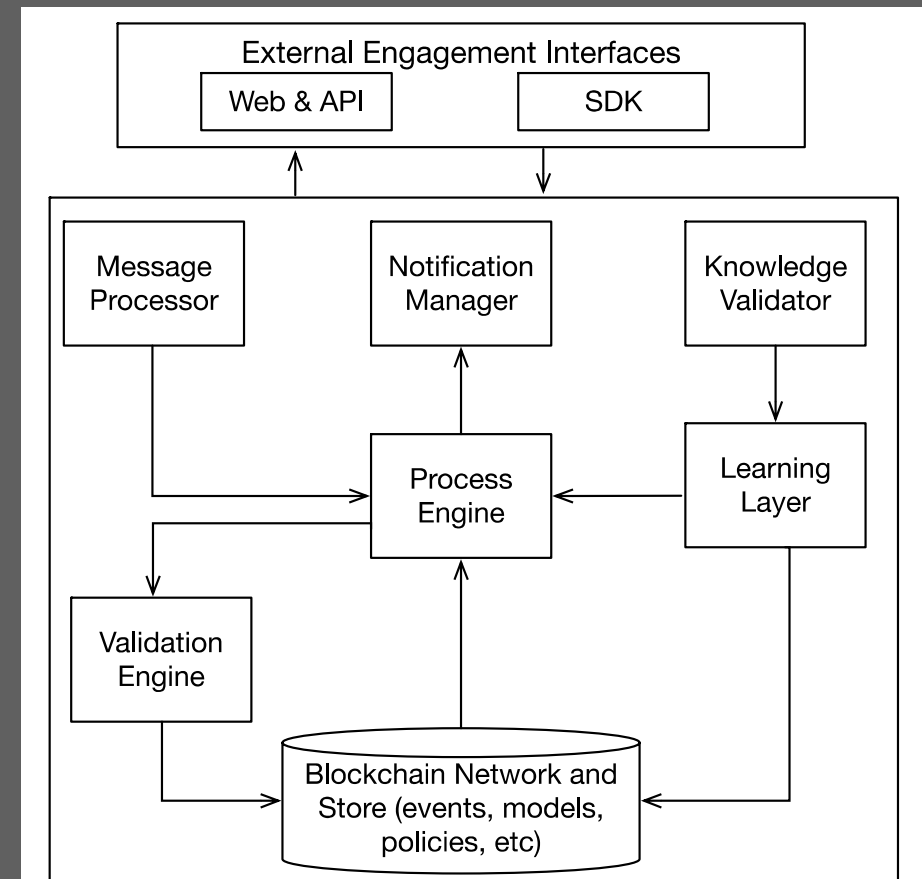 External Engagement Interfaces
Web & API
SDK
Message
Processor
Notification
Manager
Knowledge
Validator
Process
Engine
Learning
Layer
Validation
Engine
Blockchain Network and
Store (events, models,
policies, etc)